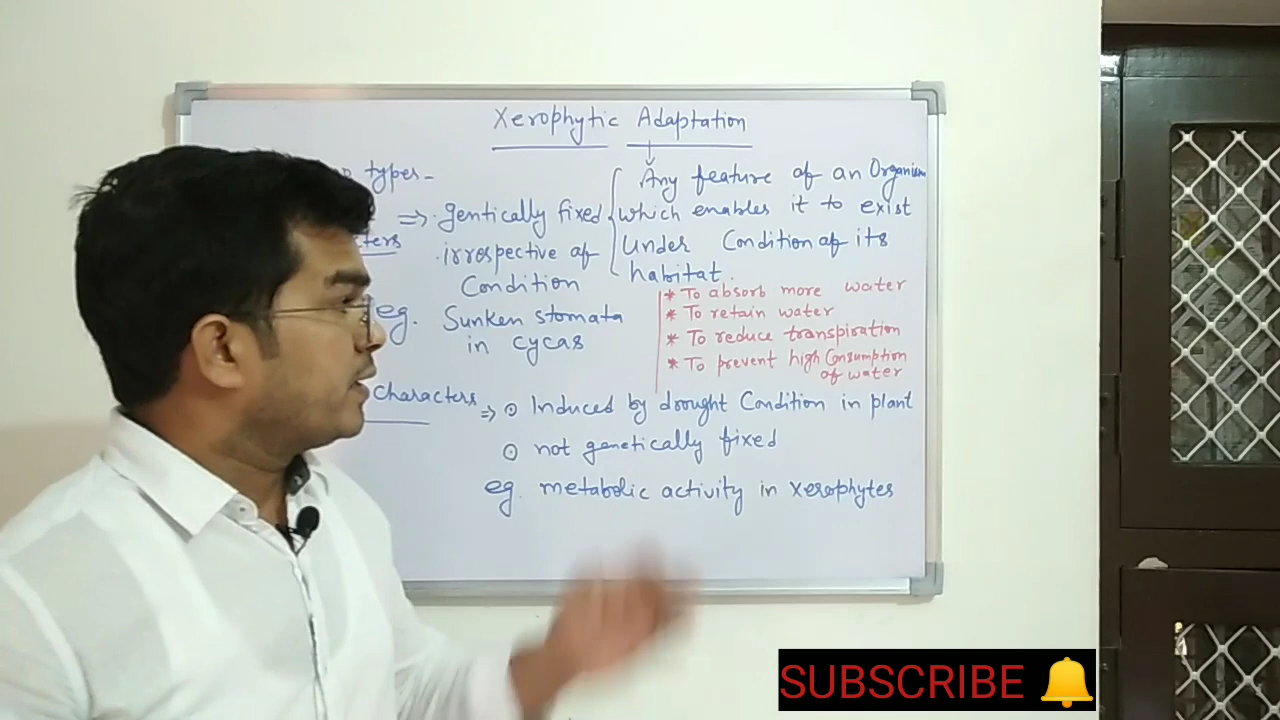 Xerophytic Adaptation
types-
Any feature of an Organism
⇒ · gentically fixed
which enables it to exist
· irrespective of
Under Condition of its
Condition
habitat.
eg. Sunken stomata
in cycas
* To absorb more water
* To retain water
* To reduce transpiration
* To prevent high Consumption
of water
Characters ⇒ ⊙ Induced by drought Condition in plant
⊙ not genetically fixed
eg. metabolic activity in xerophytes
SUBSCRIBE 🔔